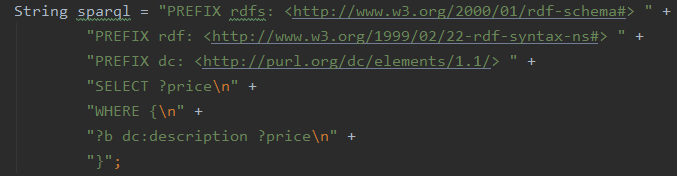 String sparql = "PREFIX rdfs: <http://www.w3.org/2000/01/rdf-schema#> " +
"PREFIX rdf: <http://www.w3.org/1999/02/22-rdf-syntax-ns#> " +
"PREFIX dc: <http://purl.org/dc/elements/1.1/> " +
"SELECT ?price\n" +
"WHERE {\n" +
"?b dc:description ?price\n" +
"}";